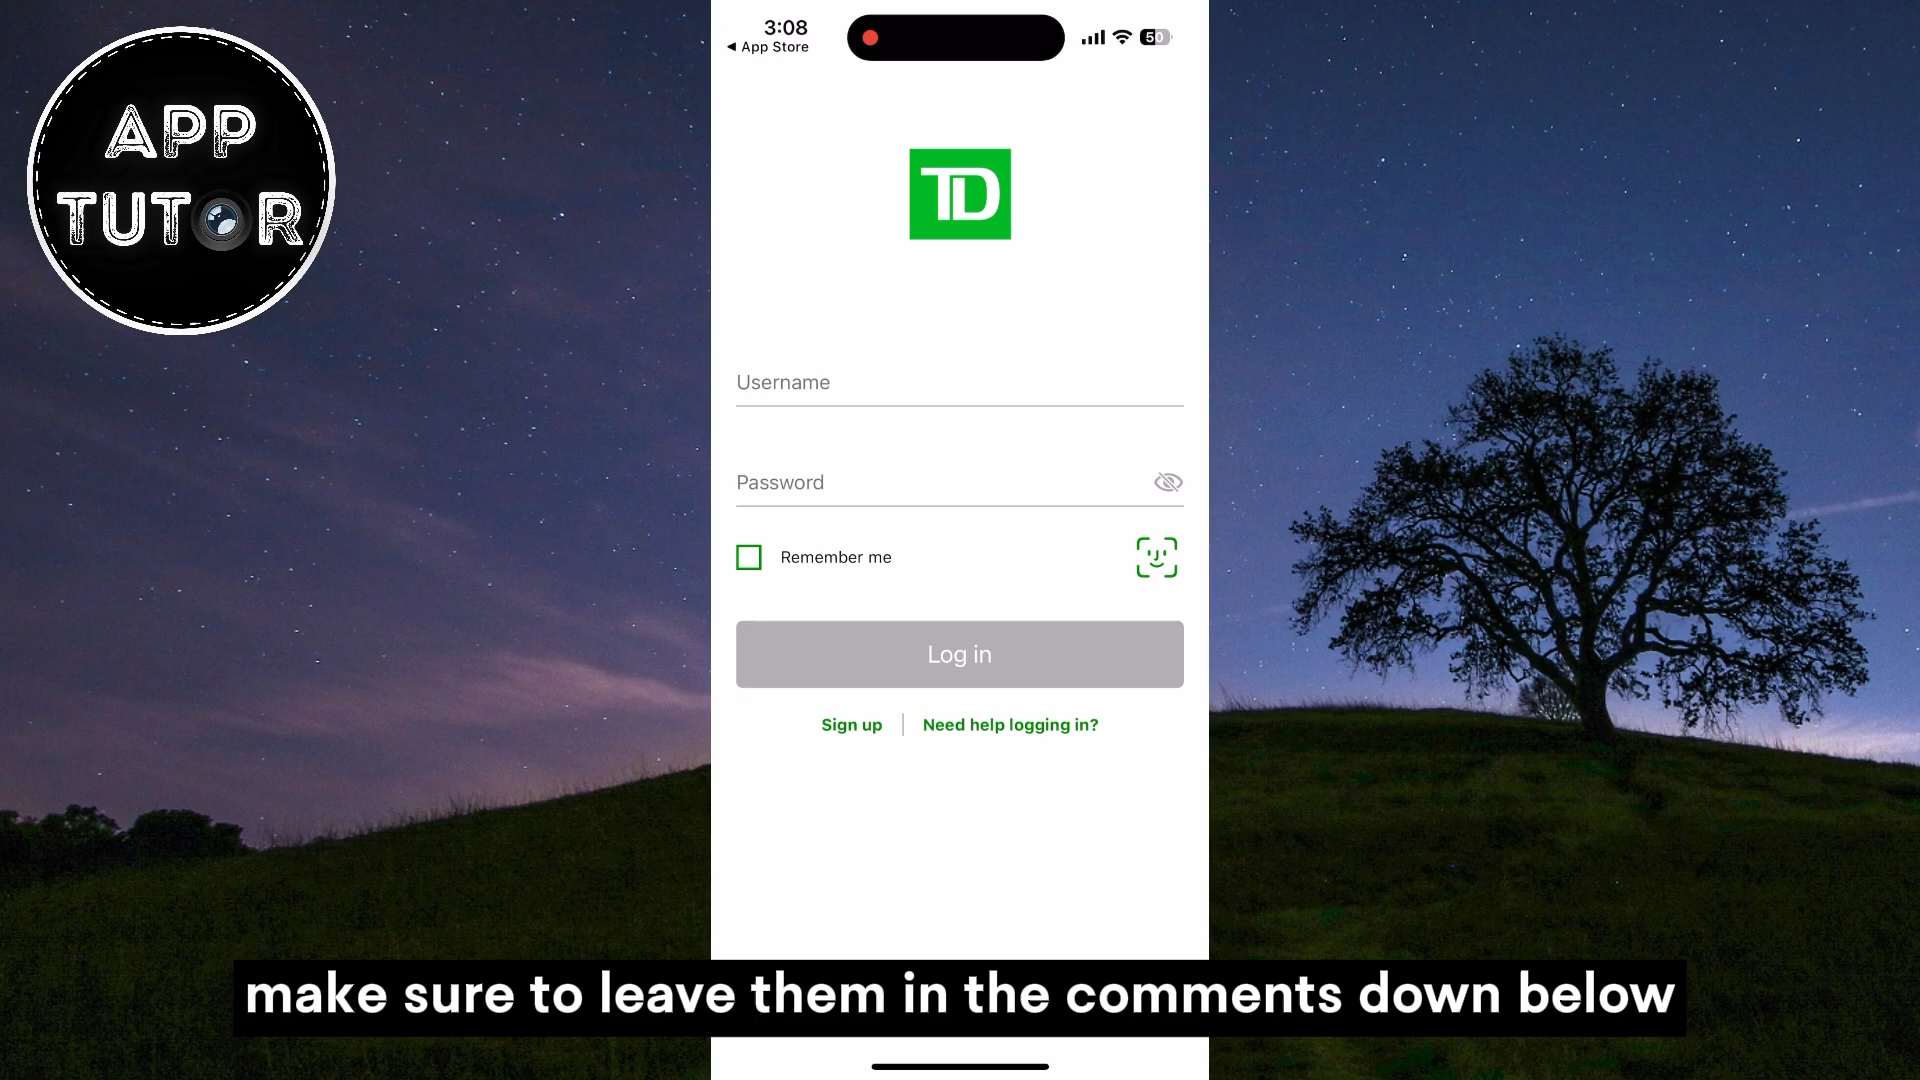 APP
TUTOR
3:08
◀ App Store
50
TD
Username
Password
Remember me
Log in
Sign up
Need help logging in?
make sure to leave them in the comments down below